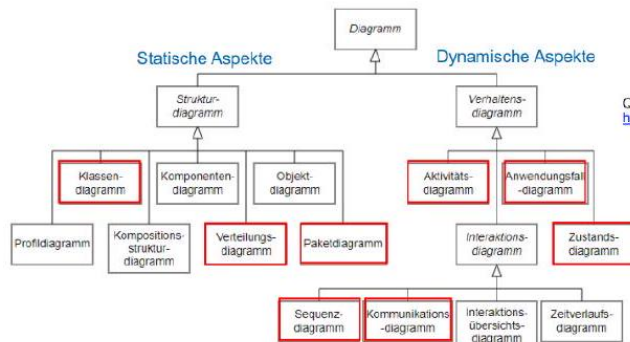 Diagramm
Statische Aspekte
Dynamische Aspekte
Struktur-
diagramm
Verhaltens-
diagramm
Q
h
Klassen-
diagramm
Komponenten-
diagramm
Objekt-
diagramm
Aktivitäts-
diagramm
Anwendungsfall
-diagramm
Profildiagramm
Kompositions-
struktur-
diagramm
Verteilungs-
diagramm
Paketdiagramm
Interaktions-
diagramm
Zustands-
diagramm
Sequenz-
diagramm
Kommunikations
-diagramm
Interaktions-
übersichts-
diagramm
Zeitverlaufs-
diagramm